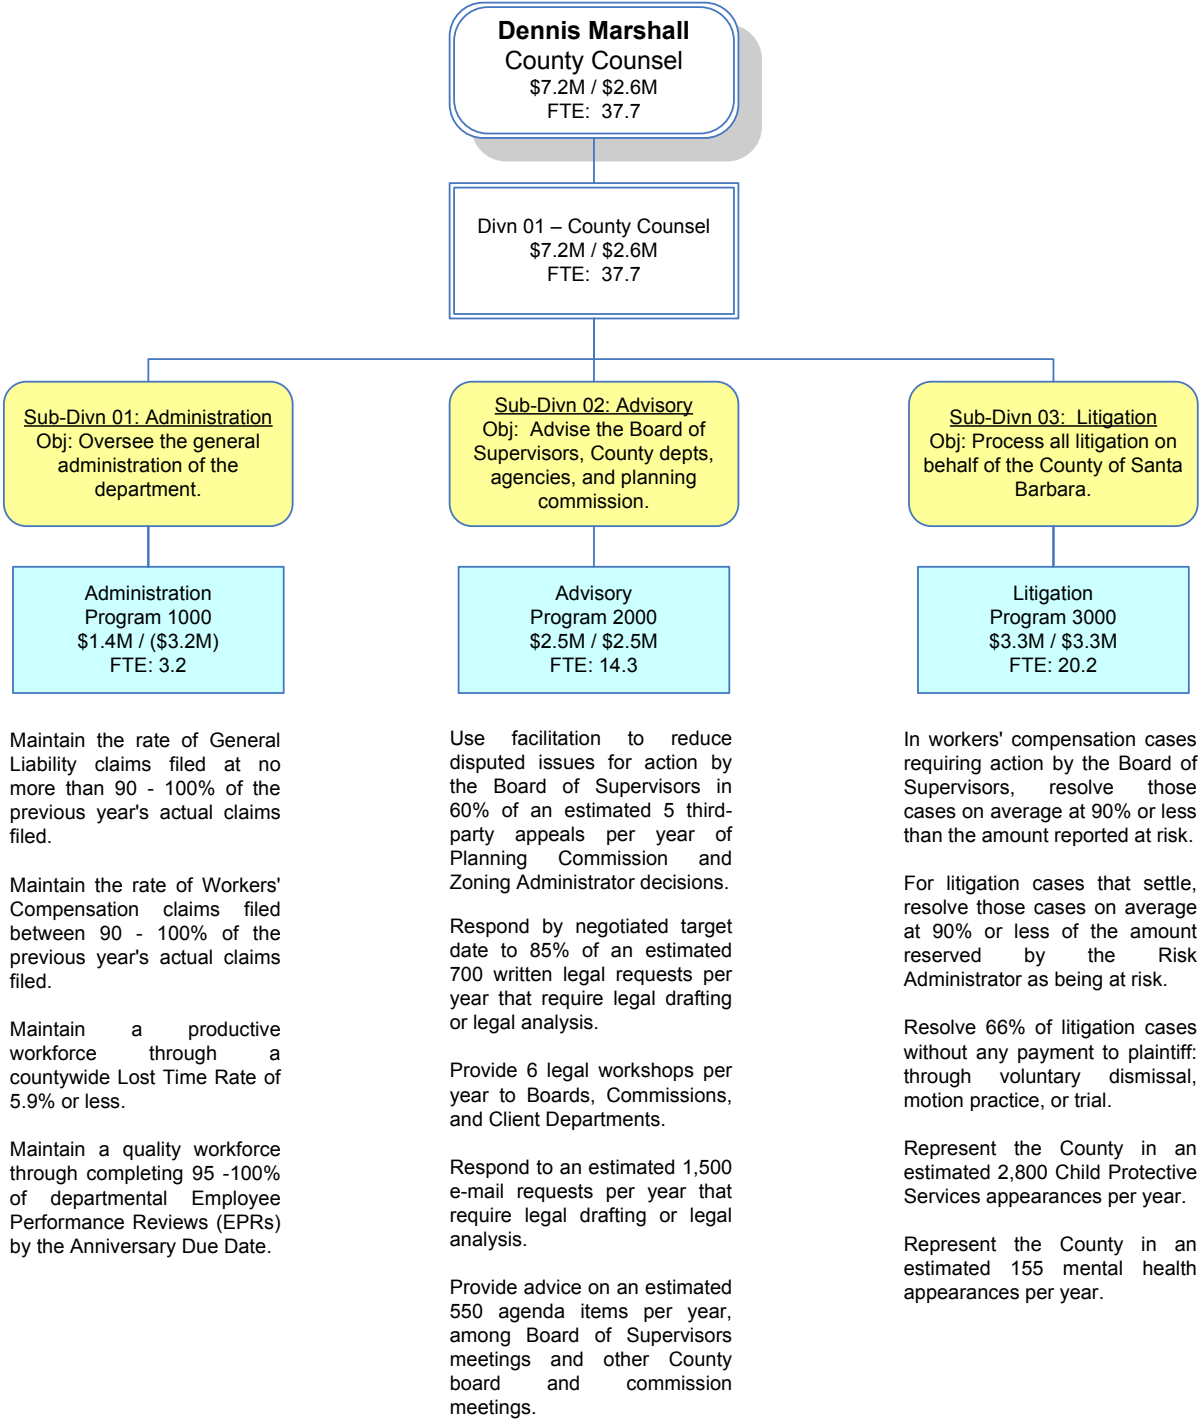 Dennis Marshall
County Counsel
$7.2M / $2.6M
FTE: 37.7
Divn 01 – County Counsel
$7.2M / $2.6M
FTE: 37.7
Sub-Divn 01: Administration
Obj: Oversee the general
administration of the
department.
Sub-Divn 02: Advisory
Obj: Advise the Board of
Supervisors, County depts,
agencies, and planning
commission.
Sub-Divn 03: Litigation
Obj: Process all litigation on
behalf of the County of Santa
Barbara.
Administration
Program 1000
$1.4M / ($3.2M)
FTE: 3.2
Advisory
Program 2000
$2.5M / $2.5M
FTE: 14.3
Litigation
Program 3000
$3.3M / $3.3M
FTE: 20.2
Maintain the rate of General
Liability claims filed at no
more than 90 - 100% of the
previous year's actual claims
filed.
Maintain the rate of Workers'
Compensation claims filed
between 90 - 100% of the
previous year's actual claims
filed.
Maintain a productive
workforce through a
countywide Lost Time Rate of
5.9% or less.
Maintain a quality workforce
through completing 95 -100%
of departmental Employee
Performance Reviews (EPRs)
by the Anniversary Due Date.
Use facilitation to reduce
disputed issues for action by
the Board of Supervisors in
60% of an estimated 5 third-
party appeals per year of
Planning Commission and
Zoning Administrator decisions.
Respond by negotiated target
date to 85% of an estimated
700 written legal requests per
year that require legal drafting
or legal analysis.
Provide 6 legal workshops per
year to Boards, Commissions,
and Client Departments.
Respond to an estimated 1,500
e-mail requests per year that
require legal drafting or legal
analysis.
Provide advice on an estimated
550 agenda items per year,
among Board of Supervisors
meetings and other County
board and commission
meetings.
In workers' compensation cases
requiring action by the Board of
Supervisors, resolve those
cases on average at 90% or less
than the amount reported at risk.
For litigation cases that settle,
resolve those cases on average
at 90% or less of the amount
reserved by the Risk
Administrator as being at risk.
Resolve 66% of litigation cases
without any payment to plaintiff:
through voluntary dismissal,
motion practice, or trial.
Represent the County in an
estimated 2,800 Child Protective
Services appearances per year.
Represent the County in an
estimated 155 mental health
appearances per year.